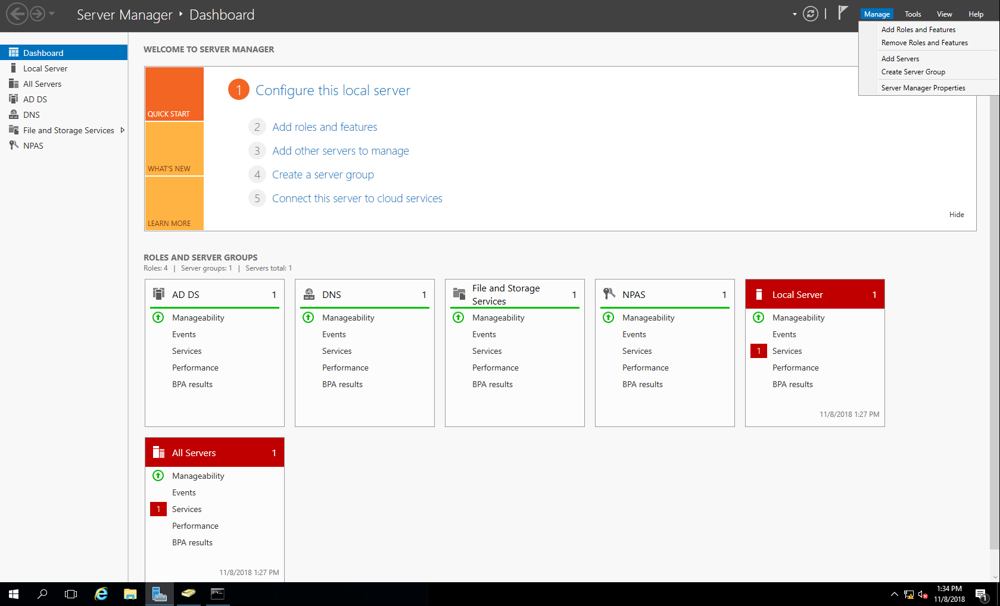 Server Manager ‣ Dashboard
Manage
Tools
View
Help
Add Roles and Features
Remove Roles and Features
Add Servers
Create Server Group
Server Manager Properties
Dashboard
Local Server
All Servers
AD DS
DNS
File and Storage Services
NPAS
WELCOME TO SERVER MANAGER
QUICK START
WHAT'S NEW
LEARN MORE
1 Configure this local server
2 Add roles and features
3 Add other servers to manage
4 Create a server group
5 Connect this server to cloud services
Hide
ROLES AND SERVER GROUPS
Roles: 4 | Server groups: 1 | Servers total: 1
AD DS 1
Manageability
Events
Services
Performance
BPA results
DNS 1
Manageability
Events
Services
Performance
BPA results
File and Storage
Services 1
Manageability
Events
Services
Performance
BPA results
NPAS 1
Manageability
Events
Services
Performance
BPA results
Local Server 1
Manageability
Events
1 Services
Performance
BPA results
11/8/2018 1:27 PM
All Servers 1
Manageability
Events
1 Services
Performance
BPA results
11/8/2018 1:27 PM
1:34 PM
11/8/2018
1